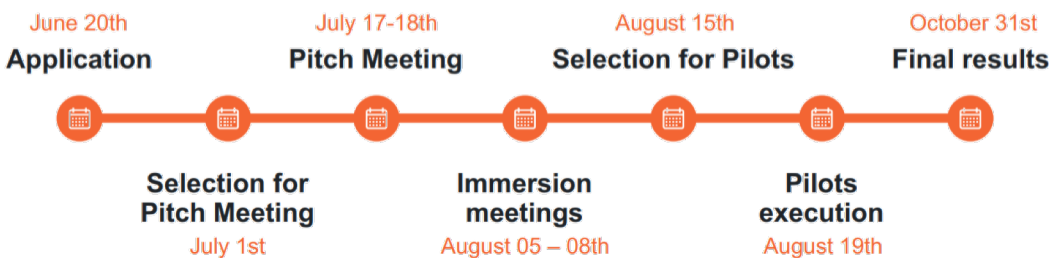 June 20th
Application
July 17-18th
Pitch Meeting
August 15th
Selection for Pilots
October 31st
Final results
Selection for
Pitch Meeting
July 1st
Immersion
meetings
August 05 – 08th
Pilots
execution
August 19th